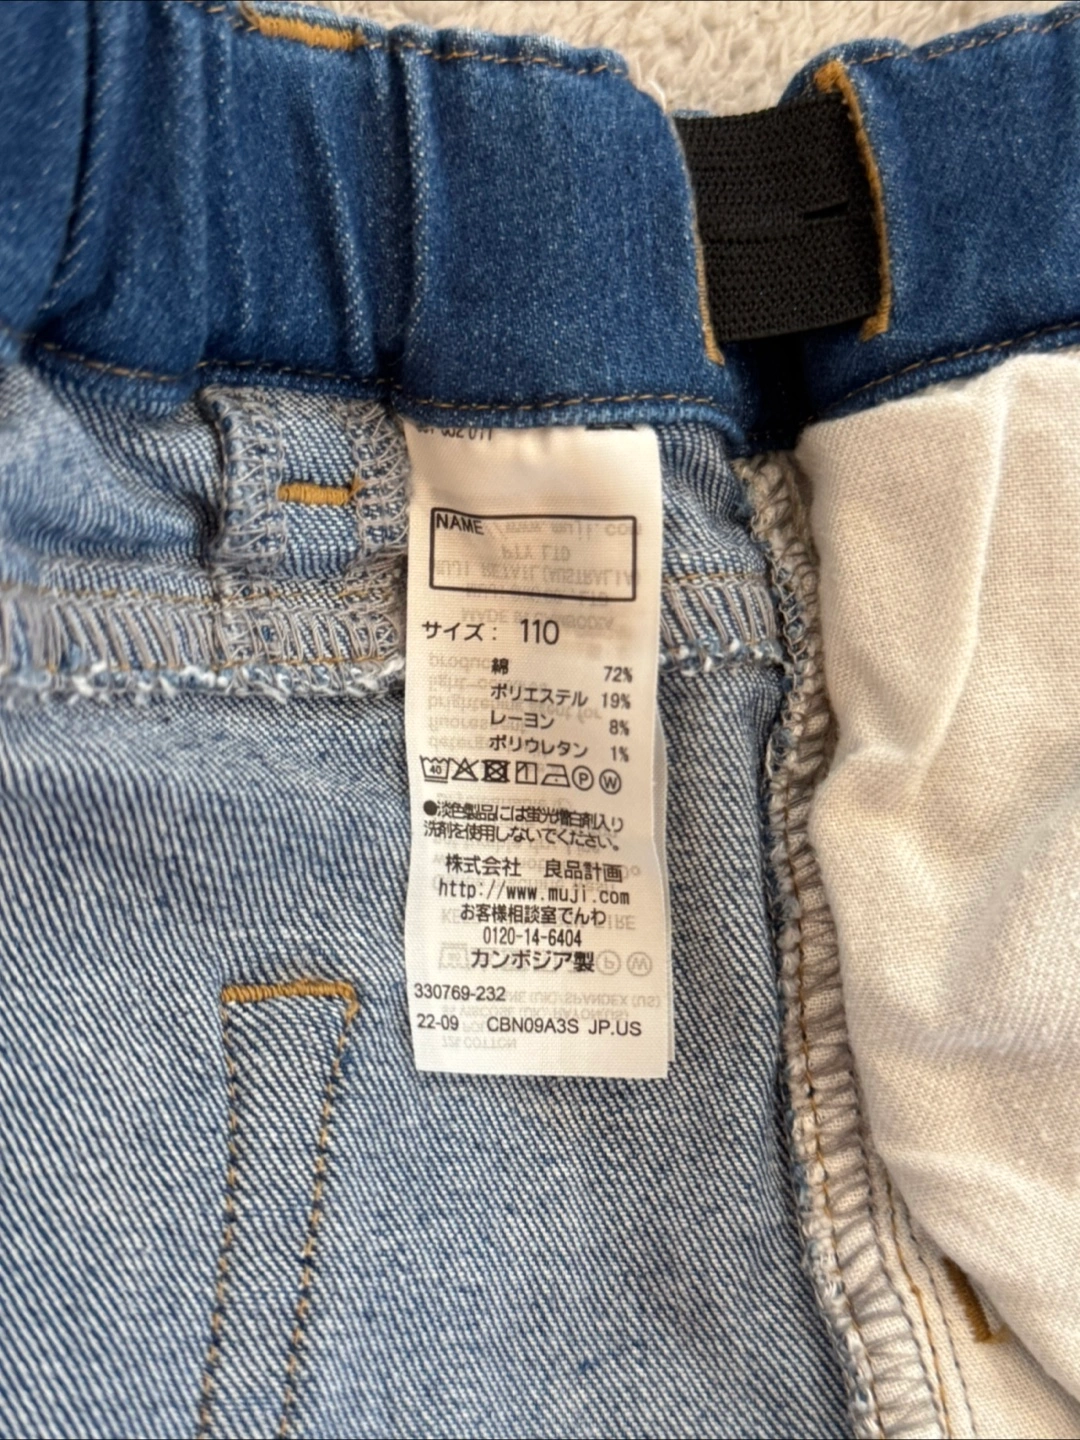 NAME
サイズ： 110
綿 72%
ポリエステル 19%
レーヨン 8%
ポリウレタン 1%
40 P W
●淡色製品には蛍光増白剤入り
洗剤を使用しないでください。
株式会社 良品計画
http://www.muji.com
お客様相談室でんわ
0120-14-6404
カンボジア製
330769-232
22-09 CBN09A3S JP.US